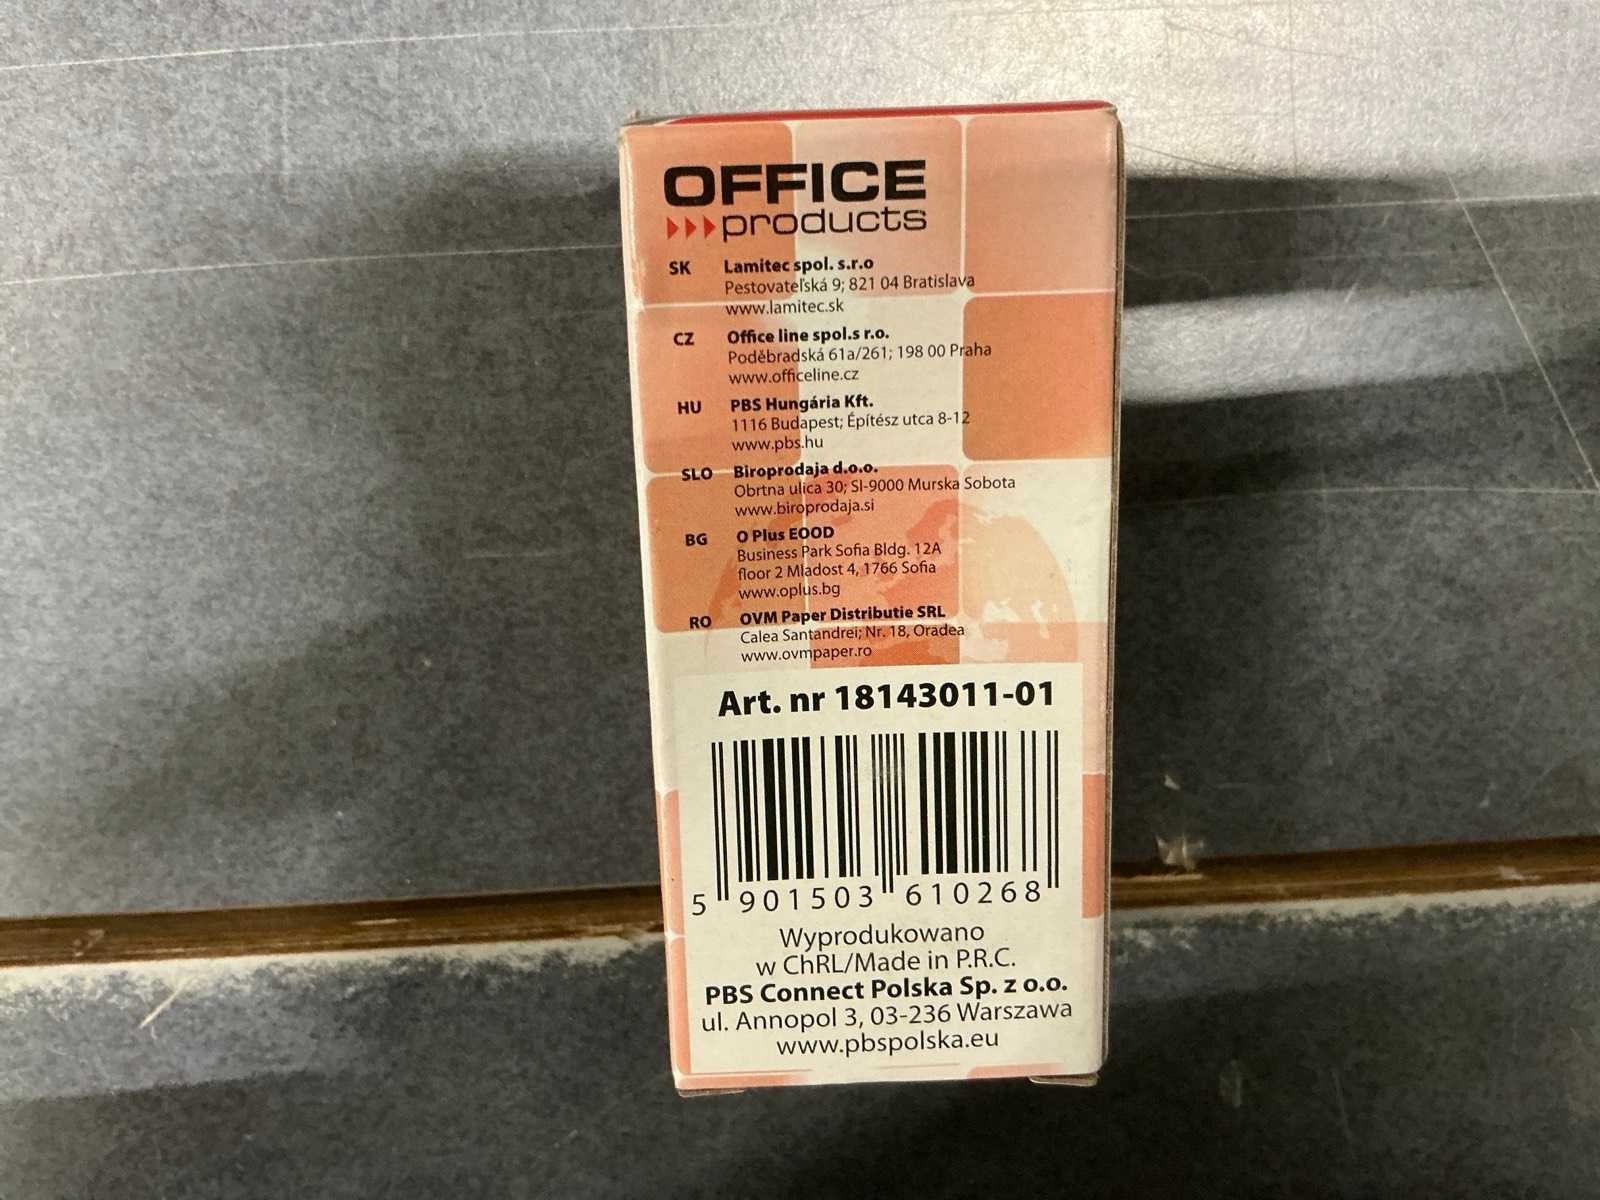 OFFICE
products
SK Lamitec spol. s.r.o
Pestovateľská 9; 821 04 Bratislava
www.lamitec.sk
CZ Office line spol.s r.o.
Poděbradská 61a/261; 198 00 Praha
www.officeline.cz
HU PBS Hungária Kft.
1116 Budapest; Építész utca 8-12
www.pbs.hu
SLO Biroprodaja d.o.o.
Obrtna ulica 30; SI-9000 Murska Sobota
www.biroprodaja.si
BG O Plus EOOD
Business Park Sofia Bldg. 12A
floor 2 Mladost 4, 1766 Sofia
www.oplus.bg
RO OVM Paper Distributie SRL
Calea Santandrei; Nr. 18, Oradea
www.ovmpaper.ro
Art. nr 18143011-01
5 901503 610268
Wyprodukowano
w ChRL/Made in P.R.C.
PBS Connect Polska Sp. z o.o.
ul. Annopol 3, 03-236 Warszawa
www.pbspolska.eu